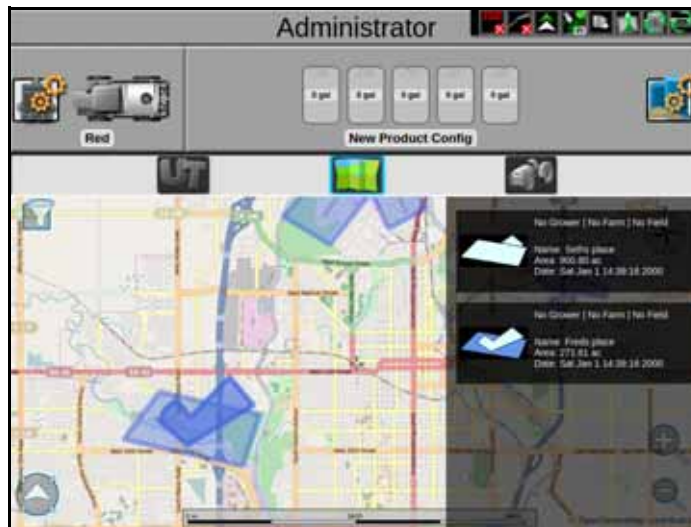 Administrator
0 gal
0 gal
0 gal
0 gal
0 gal
Red
New Product Config
UT
No Grower | No Farm | No Field
Name: Seths place
Area: 900.80 ac
Date: Sat Jan 1 14:39:16 2000
No Grower | No Farm | No Field
Name: Freds place
Area: 271.61 ac
Date: Sat Jan 1 14:39:16 2000